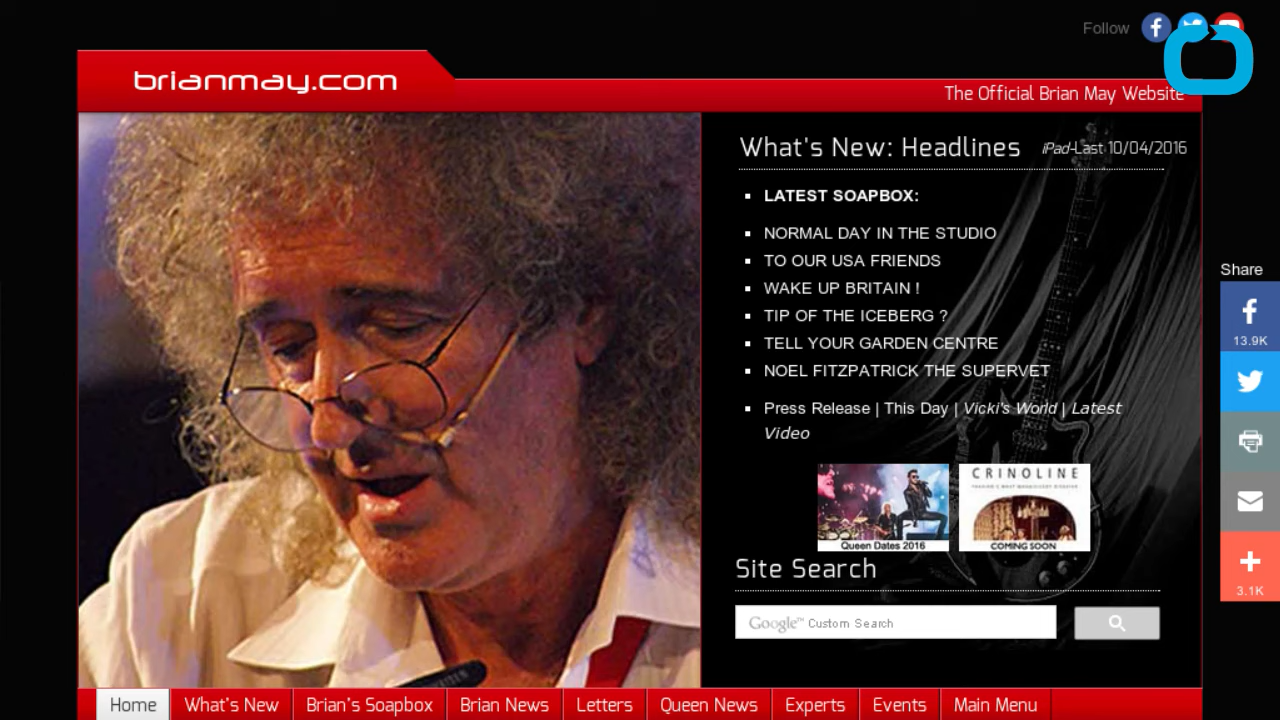 Follow
brianmay.com
The Official Brian May Website
What's New: Headlines
iPad-Last 10/04/2016
LATEST SOAPBOX:
NORMAL DAY IN THE STUDIO
TO OUR USA FRIENDS
WAKE UP BRITAIN !
TIP OF THE ICEBERG ?
TELL YOUR GARDEN CENTRE
NOEL FITZPATRICK THE SUPERVET
Press Release | This Day | Vicki's World | Latest
Video
CRINOLINE
Queen Dates 2016
COMING SOON
Site Search
Google™ Custom Search
Share
13.9K
3.1K
Home What's New Brian's Soapbox Brian News Letters Queen News Experts Events Main Menu